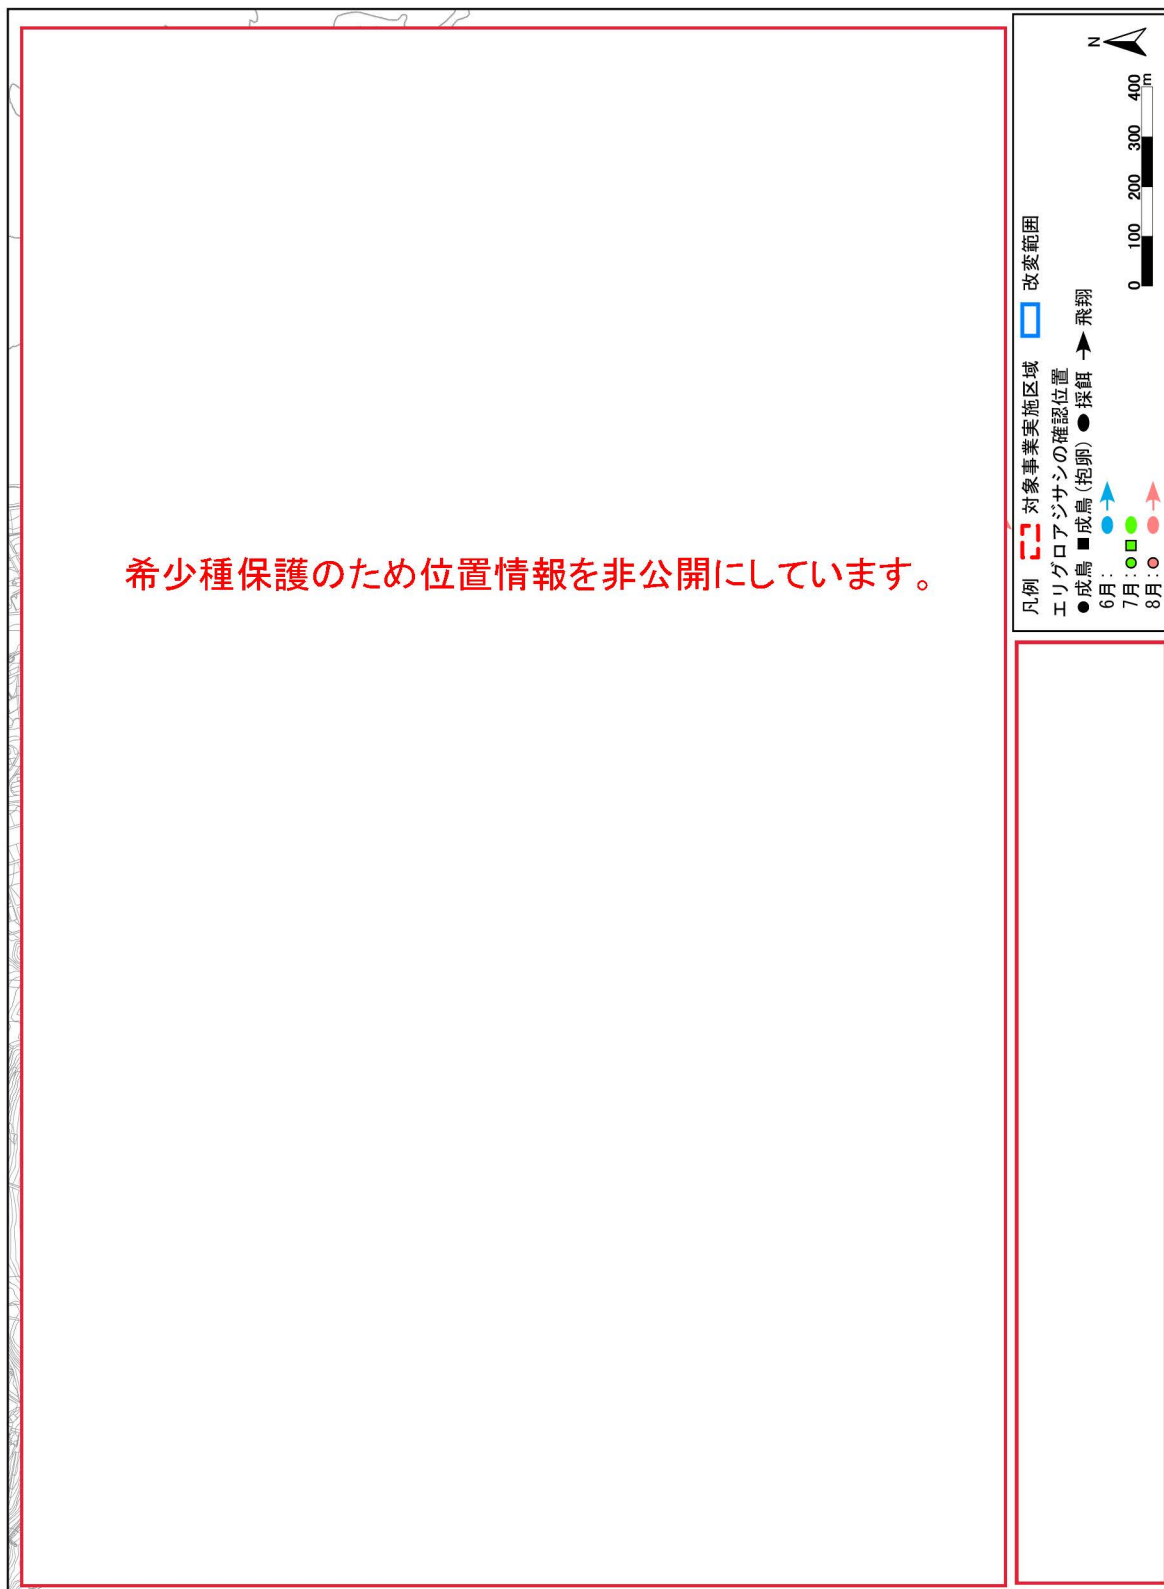 希少種保護のため位置情報を非公開にしています。
凡例 対象事業実施区域 改変範囲
エリグロアジサシの確認位置
●成鳥 ■成鳥(抱卵) ●採餌 →飛翔
6月:
7月:
8月:
N
0 100 200 300 400
m